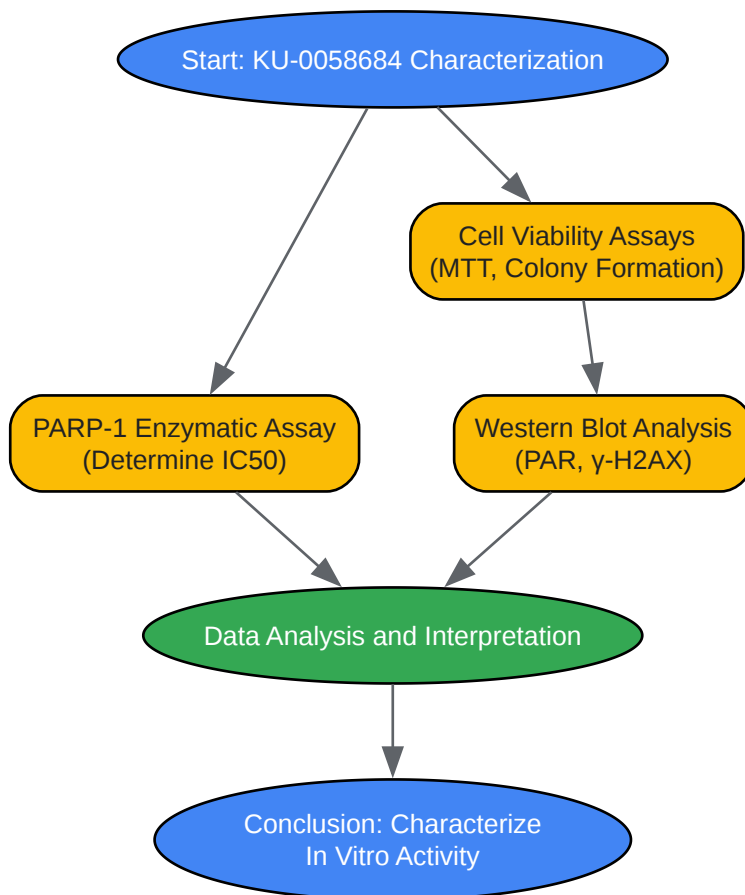 Start: KU-0058684 Characterization
Cell Viability Assays
(MTT, Colony Formation)
PARP-1 Enzymatic Assay
(Determine IC50)
Western Blot Analysis
(PAR, γ-H2AX)
Data Analysis and Interpretation
Conclusion: Characterize
In Vitro Activity